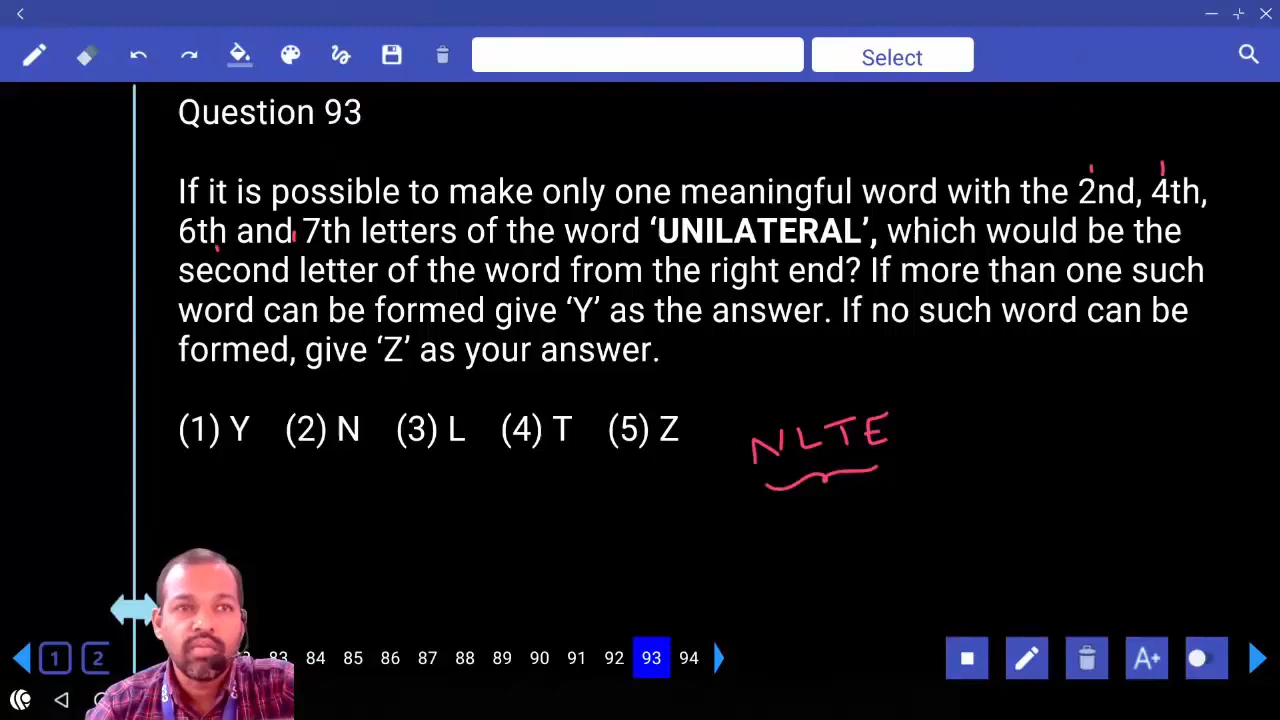 Select
Question 93
If it is possible to make only one meaningful word with the 2nd, 4th,
6th and 7th letters of the word ‘UNILATERAL’, which would be the
second letter of the word from the right end? If more than one such
word can be formed give ‘Y’ as the answer. If no such word can be
formed, give ‘Z’ as your answer.
(1) Y (2) N (3) L (4) T (5) Z
NLTE
1 2 83 84 85 86 87 88 89 90 91 92 93 94
A+